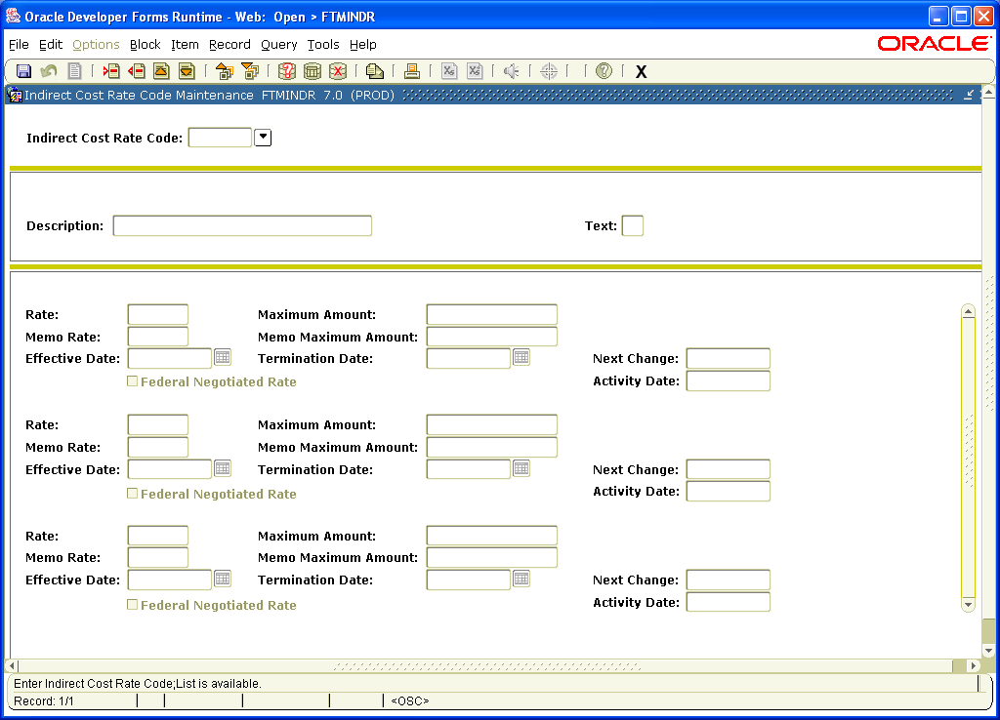 Oracle Developer Forms Runtime - Web: Open > FTMINDR
File Edit Options Block Item Record Query Tools Help
ORACLE
X
Indirect Cost Rate Code Maintenance FTMINDR 7.0 (PROD)
Indirect Cost Rate Code:
Description: Text:
Rate: Maximum Amount:
Memo Rate: Memo Maximum Amount:
Effective Date: Termination Date: Next Change:
Federal Negotiated Rate Activity Date:
Rate: Maximum Amount:
Memo Rate: Memo Maximum Amount:
Effective Date: Termination Date: Next Change:
Federal Negotiated Rate Activity Date:
Rate: Maximum Amount:
Memo Rate: Memo Maximum Amount:
Effective Date: Termination Date: Next Change:
Federal Negotiated Rate Activity Date:
Enter Indirect Cost Rate Code;List is available.
Record: 1/1 <OSC>